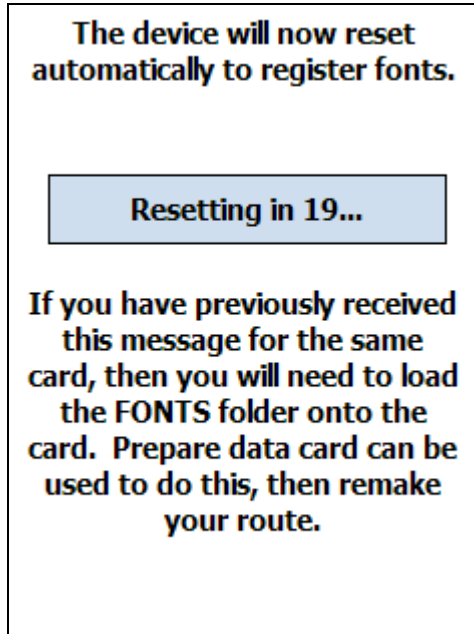 The device will now reset
automatically to register fonts.
Resetting in 19...
If you have previously received
this message for the same
card, then you will need to load
the FONTS folder onto the
card.  Prepare data card can be
used to do this, then remake
your route.